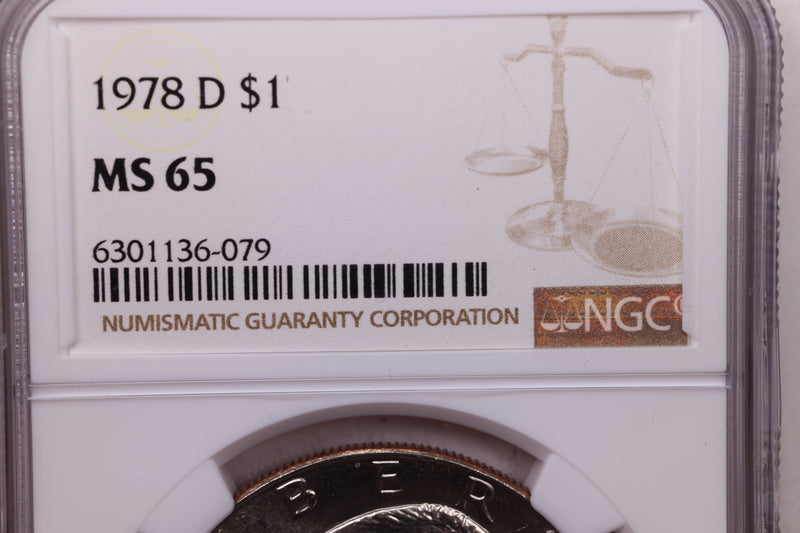 1978 D $1
MS 65
6301136-079
NUMISMATIC GUARANTY CORPORATION
NGC
BER